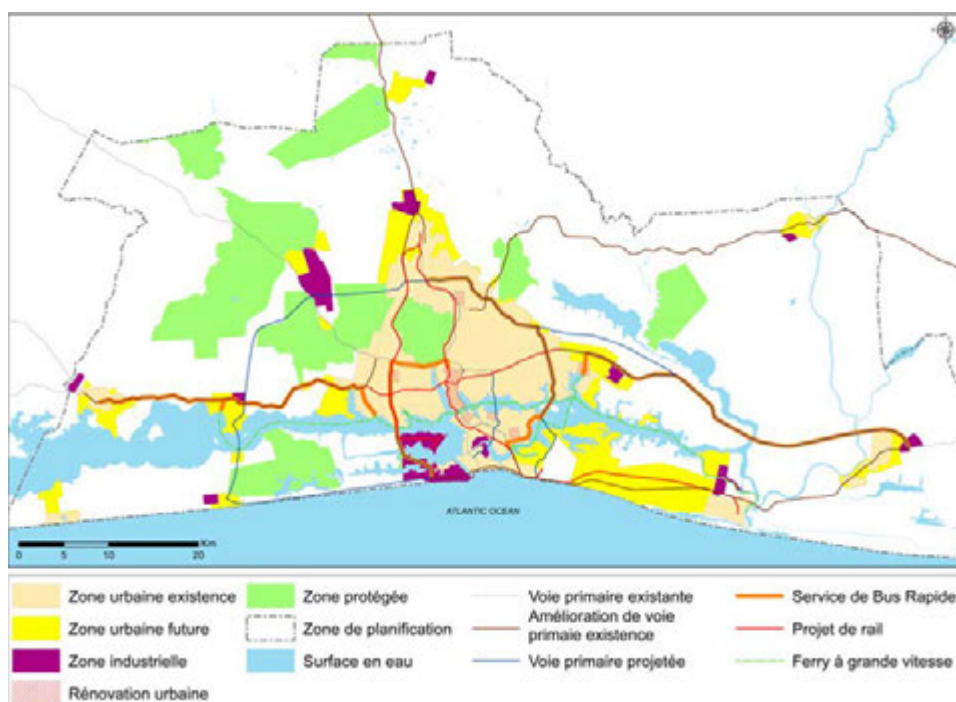 ATLANTIC OCEAN
Km
0 5 10 20
Zone urbaine existence
Zone urbaine future
Zone industrielle
Rénovation urbaine
Zone protégée
Zone de planification
Surface en eau
Voie primaire existante
Amélioration de voie
primaie existence
Voie primaire projetée
Service de Bus Rapide
Projet de rail
Ferry à grande vitesse